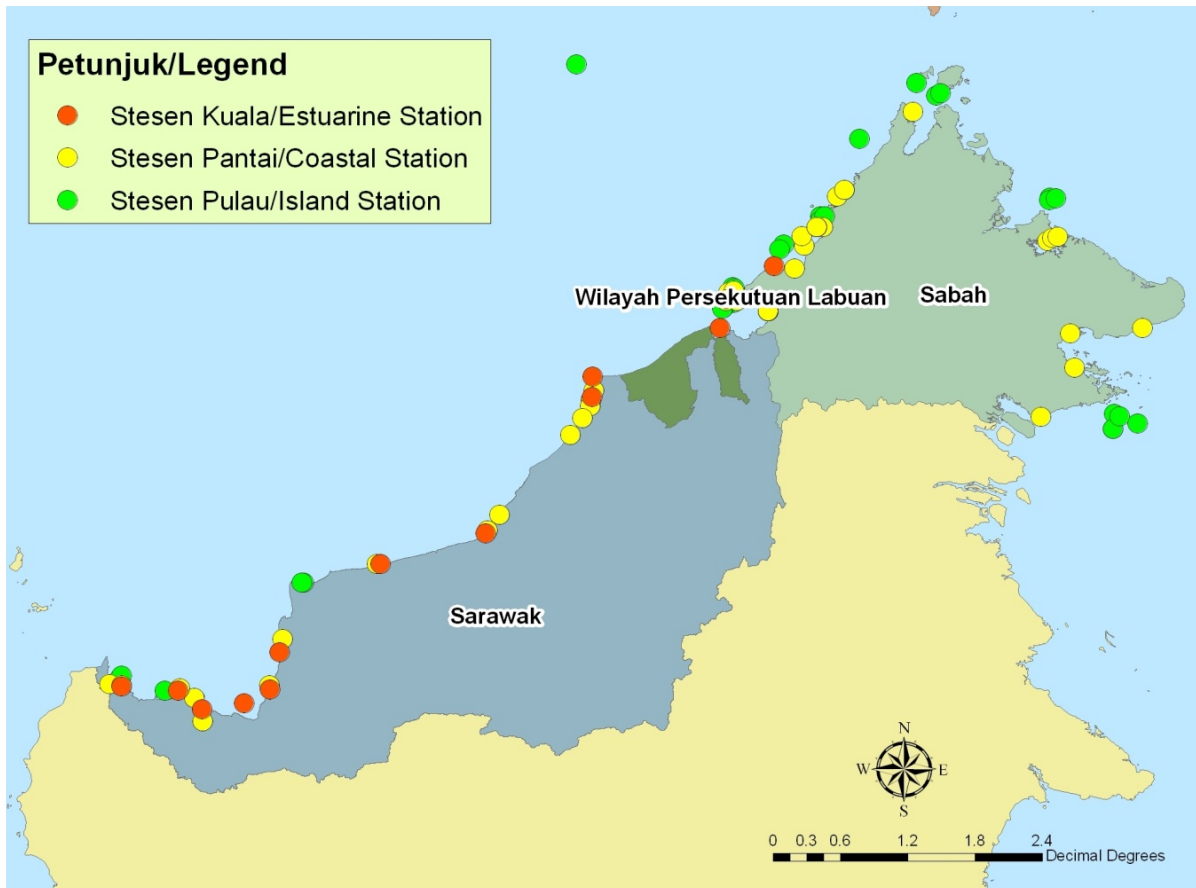 Petunjuk/Legend
Stesen Kuala/Estuarine Station
Stesen Pantai/Coastal Station
Stesen Pulau/Island Station
Wilayah Persekutuan Labuan
Sabah
Sarawak
N
W E
S
0 0.3 0.6 1.2 1.8 2.4
Decimal Degrees